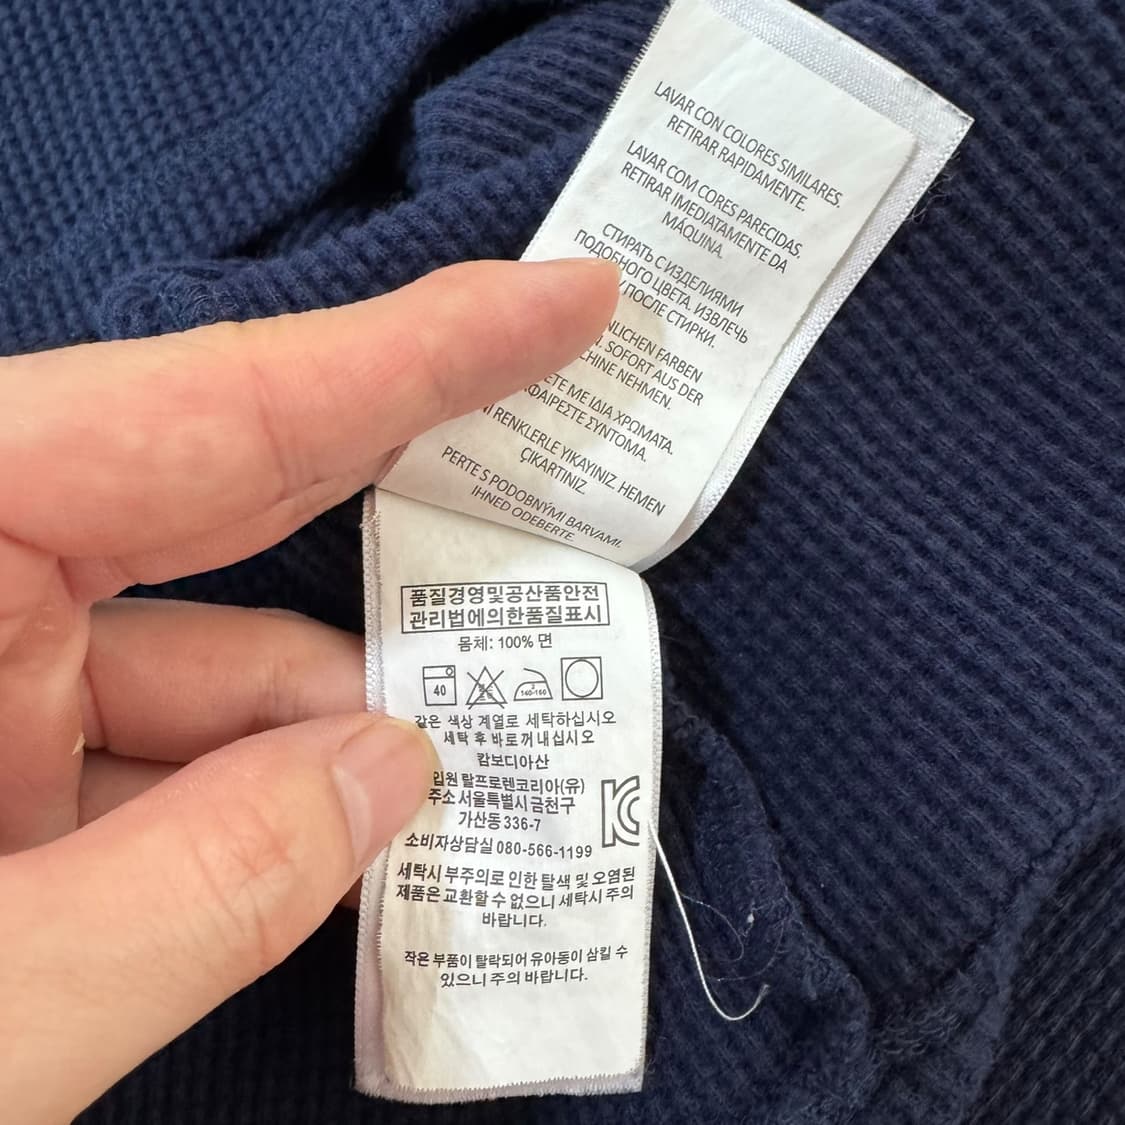 LAVAR CON COLORES SIMILARES.
RETIRAR RAPIDAMENTE.
LAVAR COM CORES PARECIDAS.
RETIRAR IMEDIATAMENTE DA
MÁQUINA.
СТИРАТЬ С ИЗДЕЛИЯМИ
ПОДОБНОГО ЦВЕТА. ИЗВЛЕЧЬ
ПОСЛЕ СТИРКИ.
FARBEN
SOFORT AUS DER
NEHMEN.
ΜΕ ΙΔΙΑ ΧΡΩΜΑΤΑ.
ΣΥΝΤΟΜΑ.
RENKLERLE YIKAYINIZ. HEMEN
ÇIKARTINIZ.
PERTE S PODOBNÝMI BARVAMI.
IHNED ODEBERTE.
품질경영및공산품안전
관리법에의한품질표시
몸체: 100% 면
40 2 140-160
같은 색상 계열로 세탁하십시오
세탁 후 바로꺼내십시오
캄보디아산
입원 랄프로렌코리아(유)
주소 서울특별시 금천구
가산동 336-7
소비자상담실 080-566-1199
세탁시 부주의로 인한 탈색 및 오염된
제품은 교환할 수 없으니 세탁시 주의
바랍니다.
작은 부품이 탈락되어 유아동이 삼킬 수
있으니 주의 바랍니다.